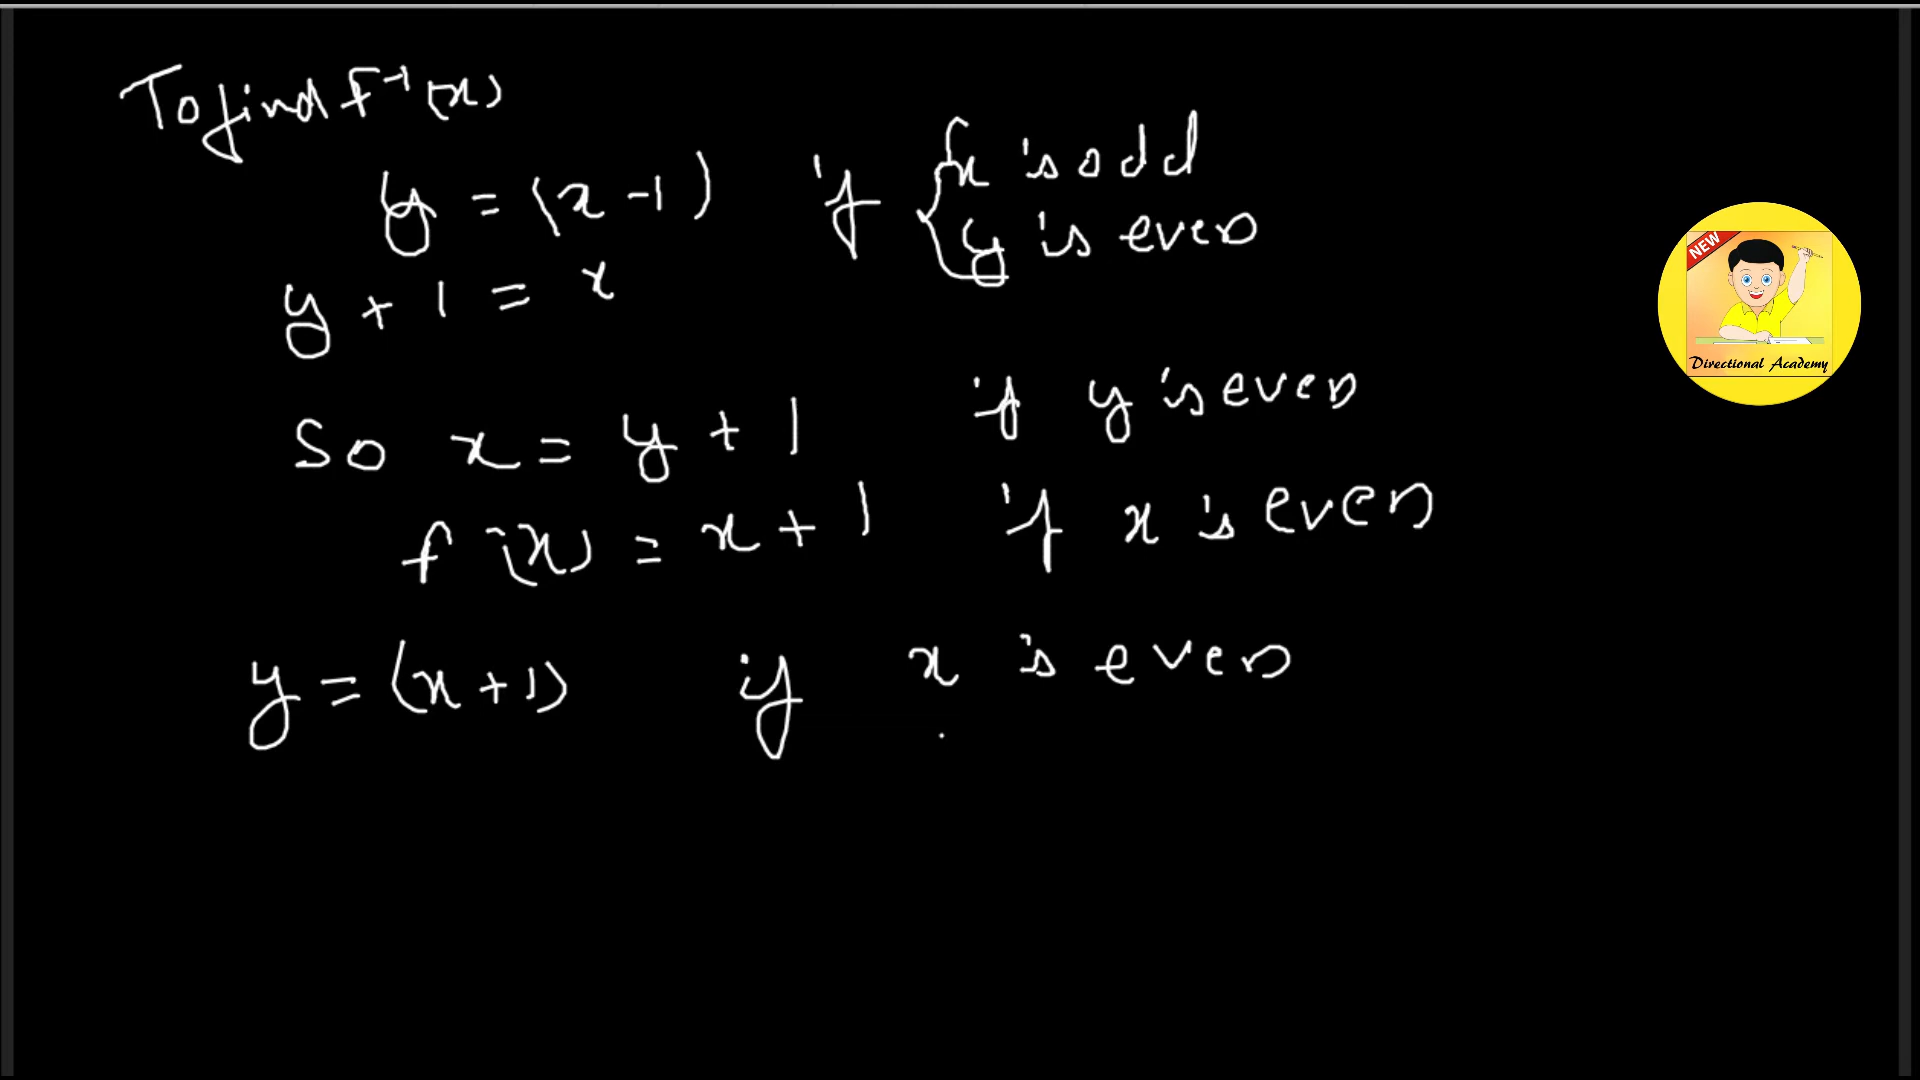 To find f⁻¹(x)
y = (x - 1) if { x is odd
y is even
y + 1 = x
So x = y + 1 if y is even
f⁻(x) = x + 1 if x is even
y = (x + 1) if x is even
NEW
Directional Academy